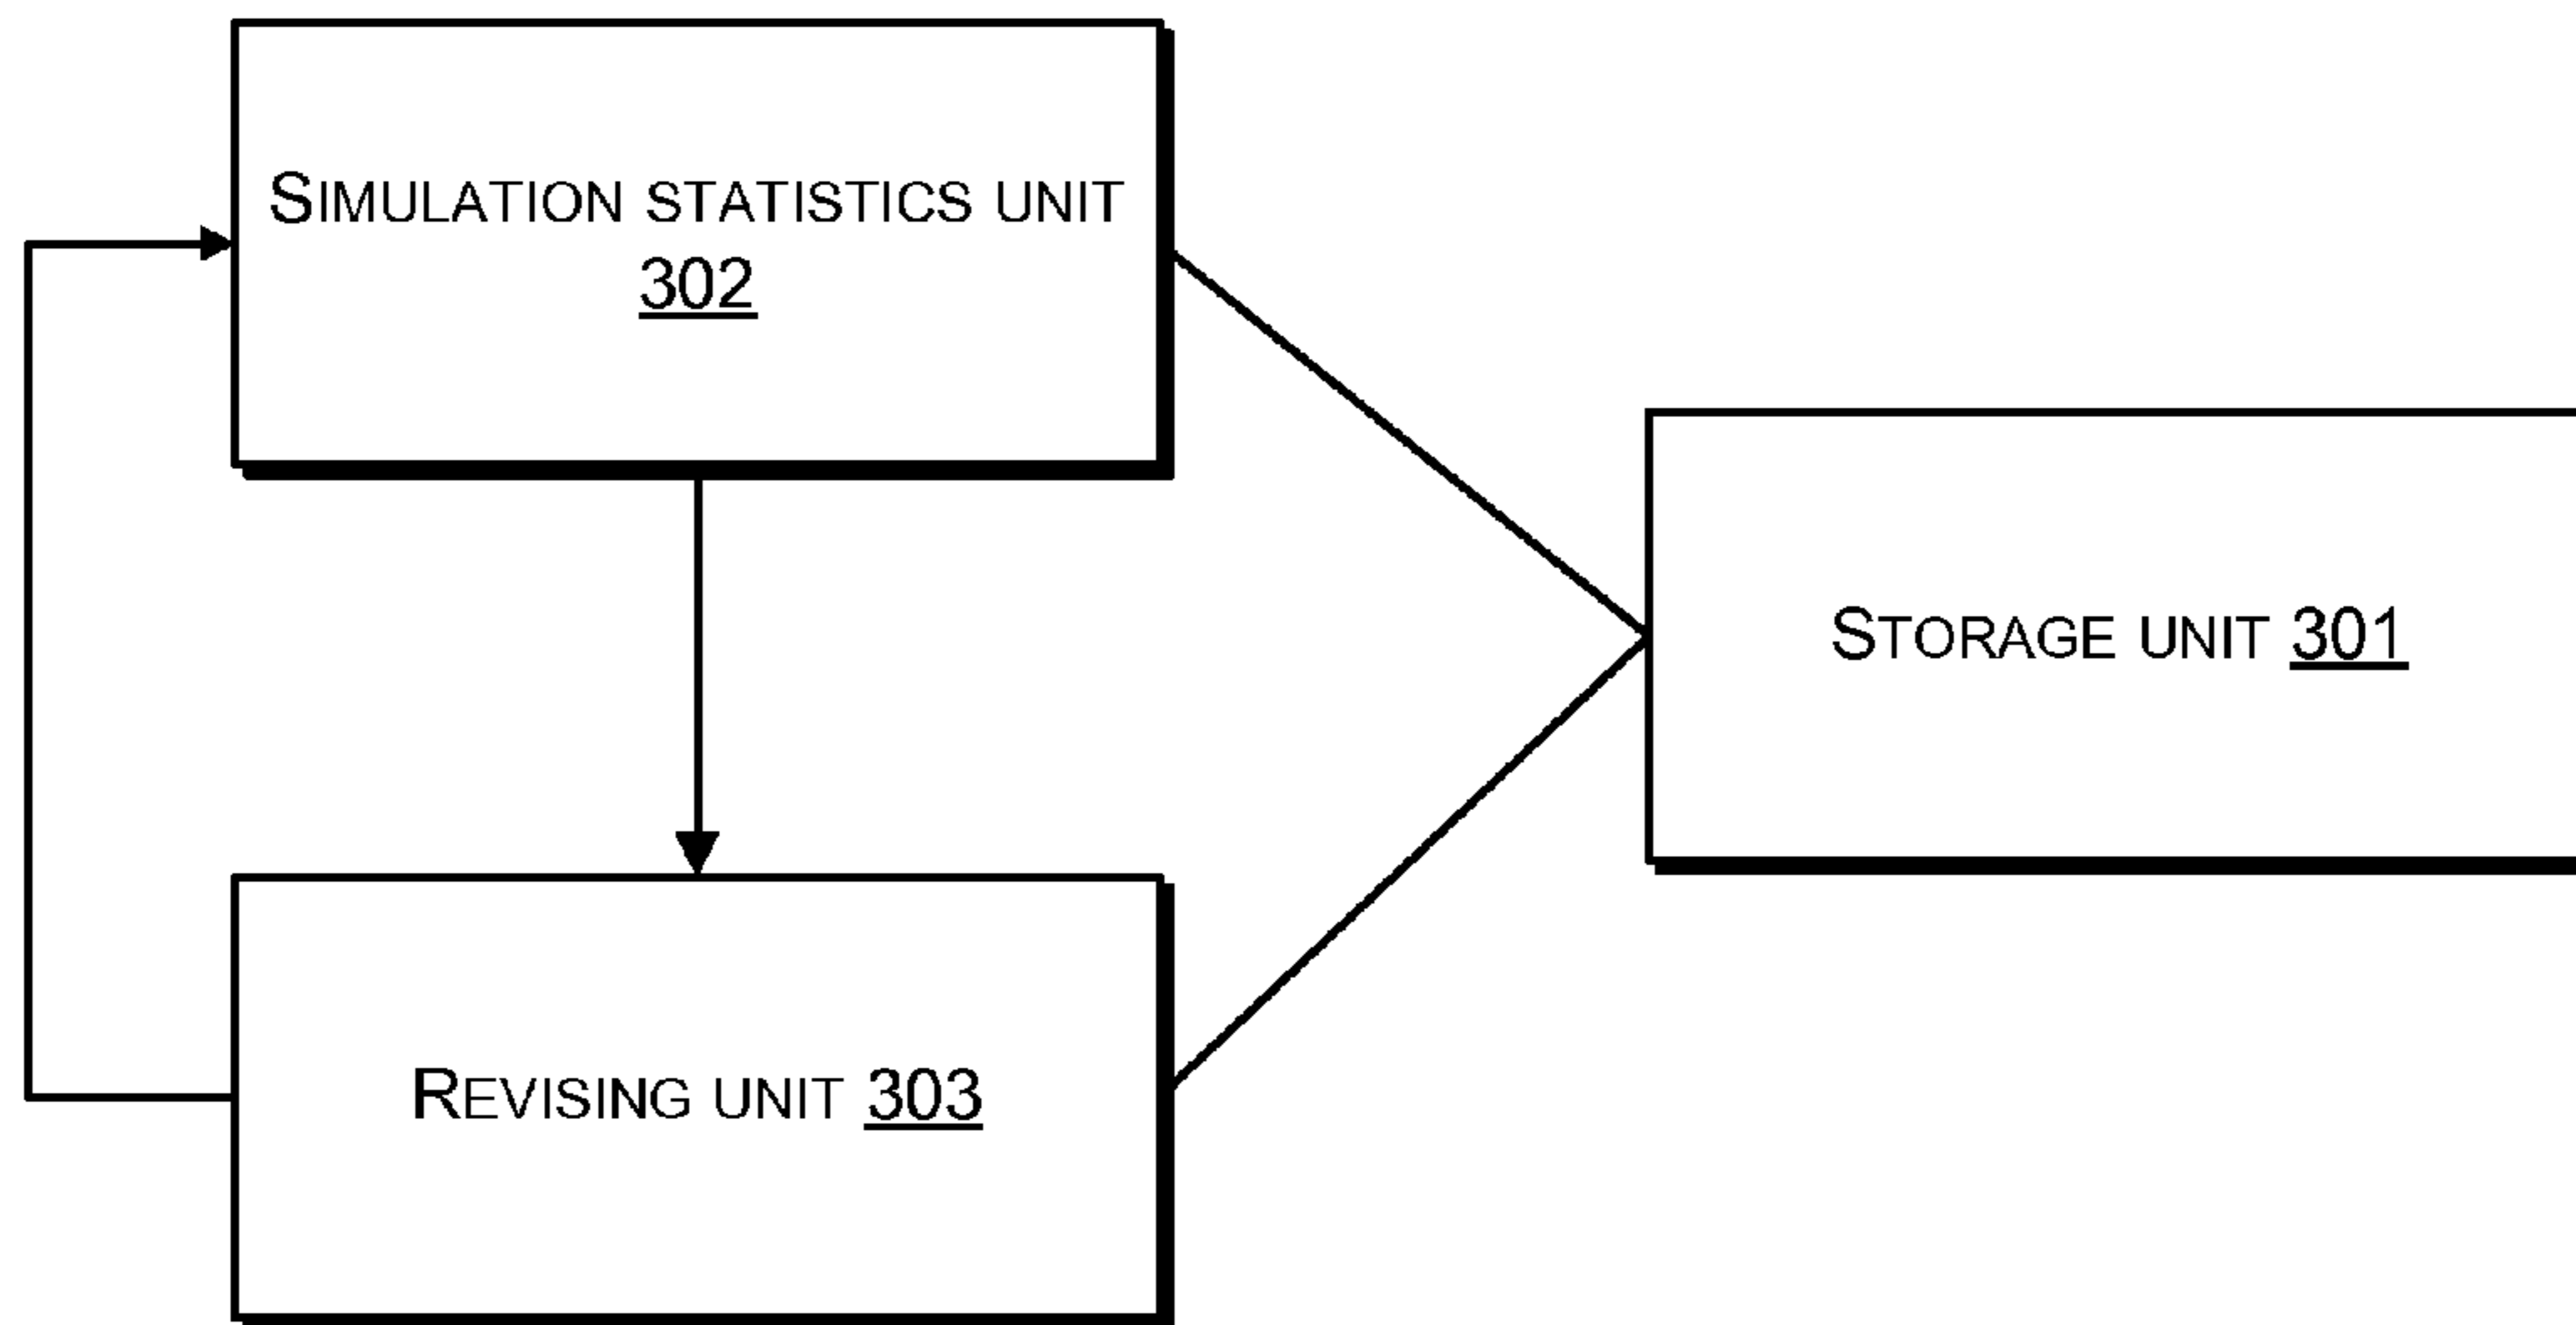 SIMULATION STATISTICS UNIT
302
STORAGE UNIT 301
REVISING UNIT 303